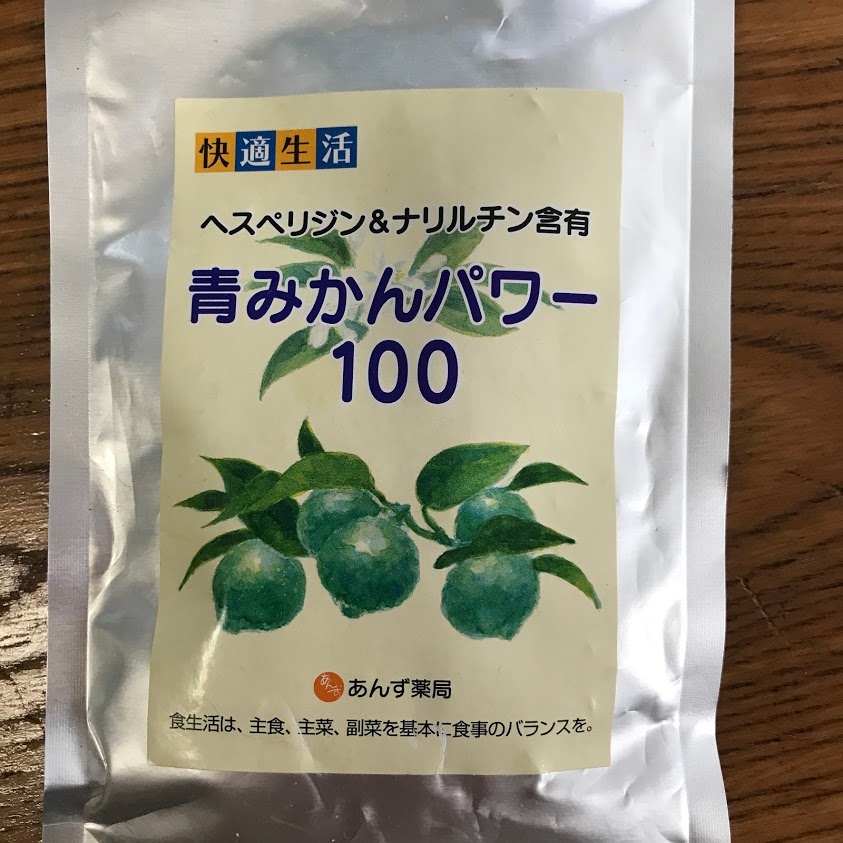 快適生活
ヘスペリジン&ナリルチン含有
青みかんパワー
100
あんず薬局
食生活は、主食、主菜、副菜を基本に食事のバランスを。